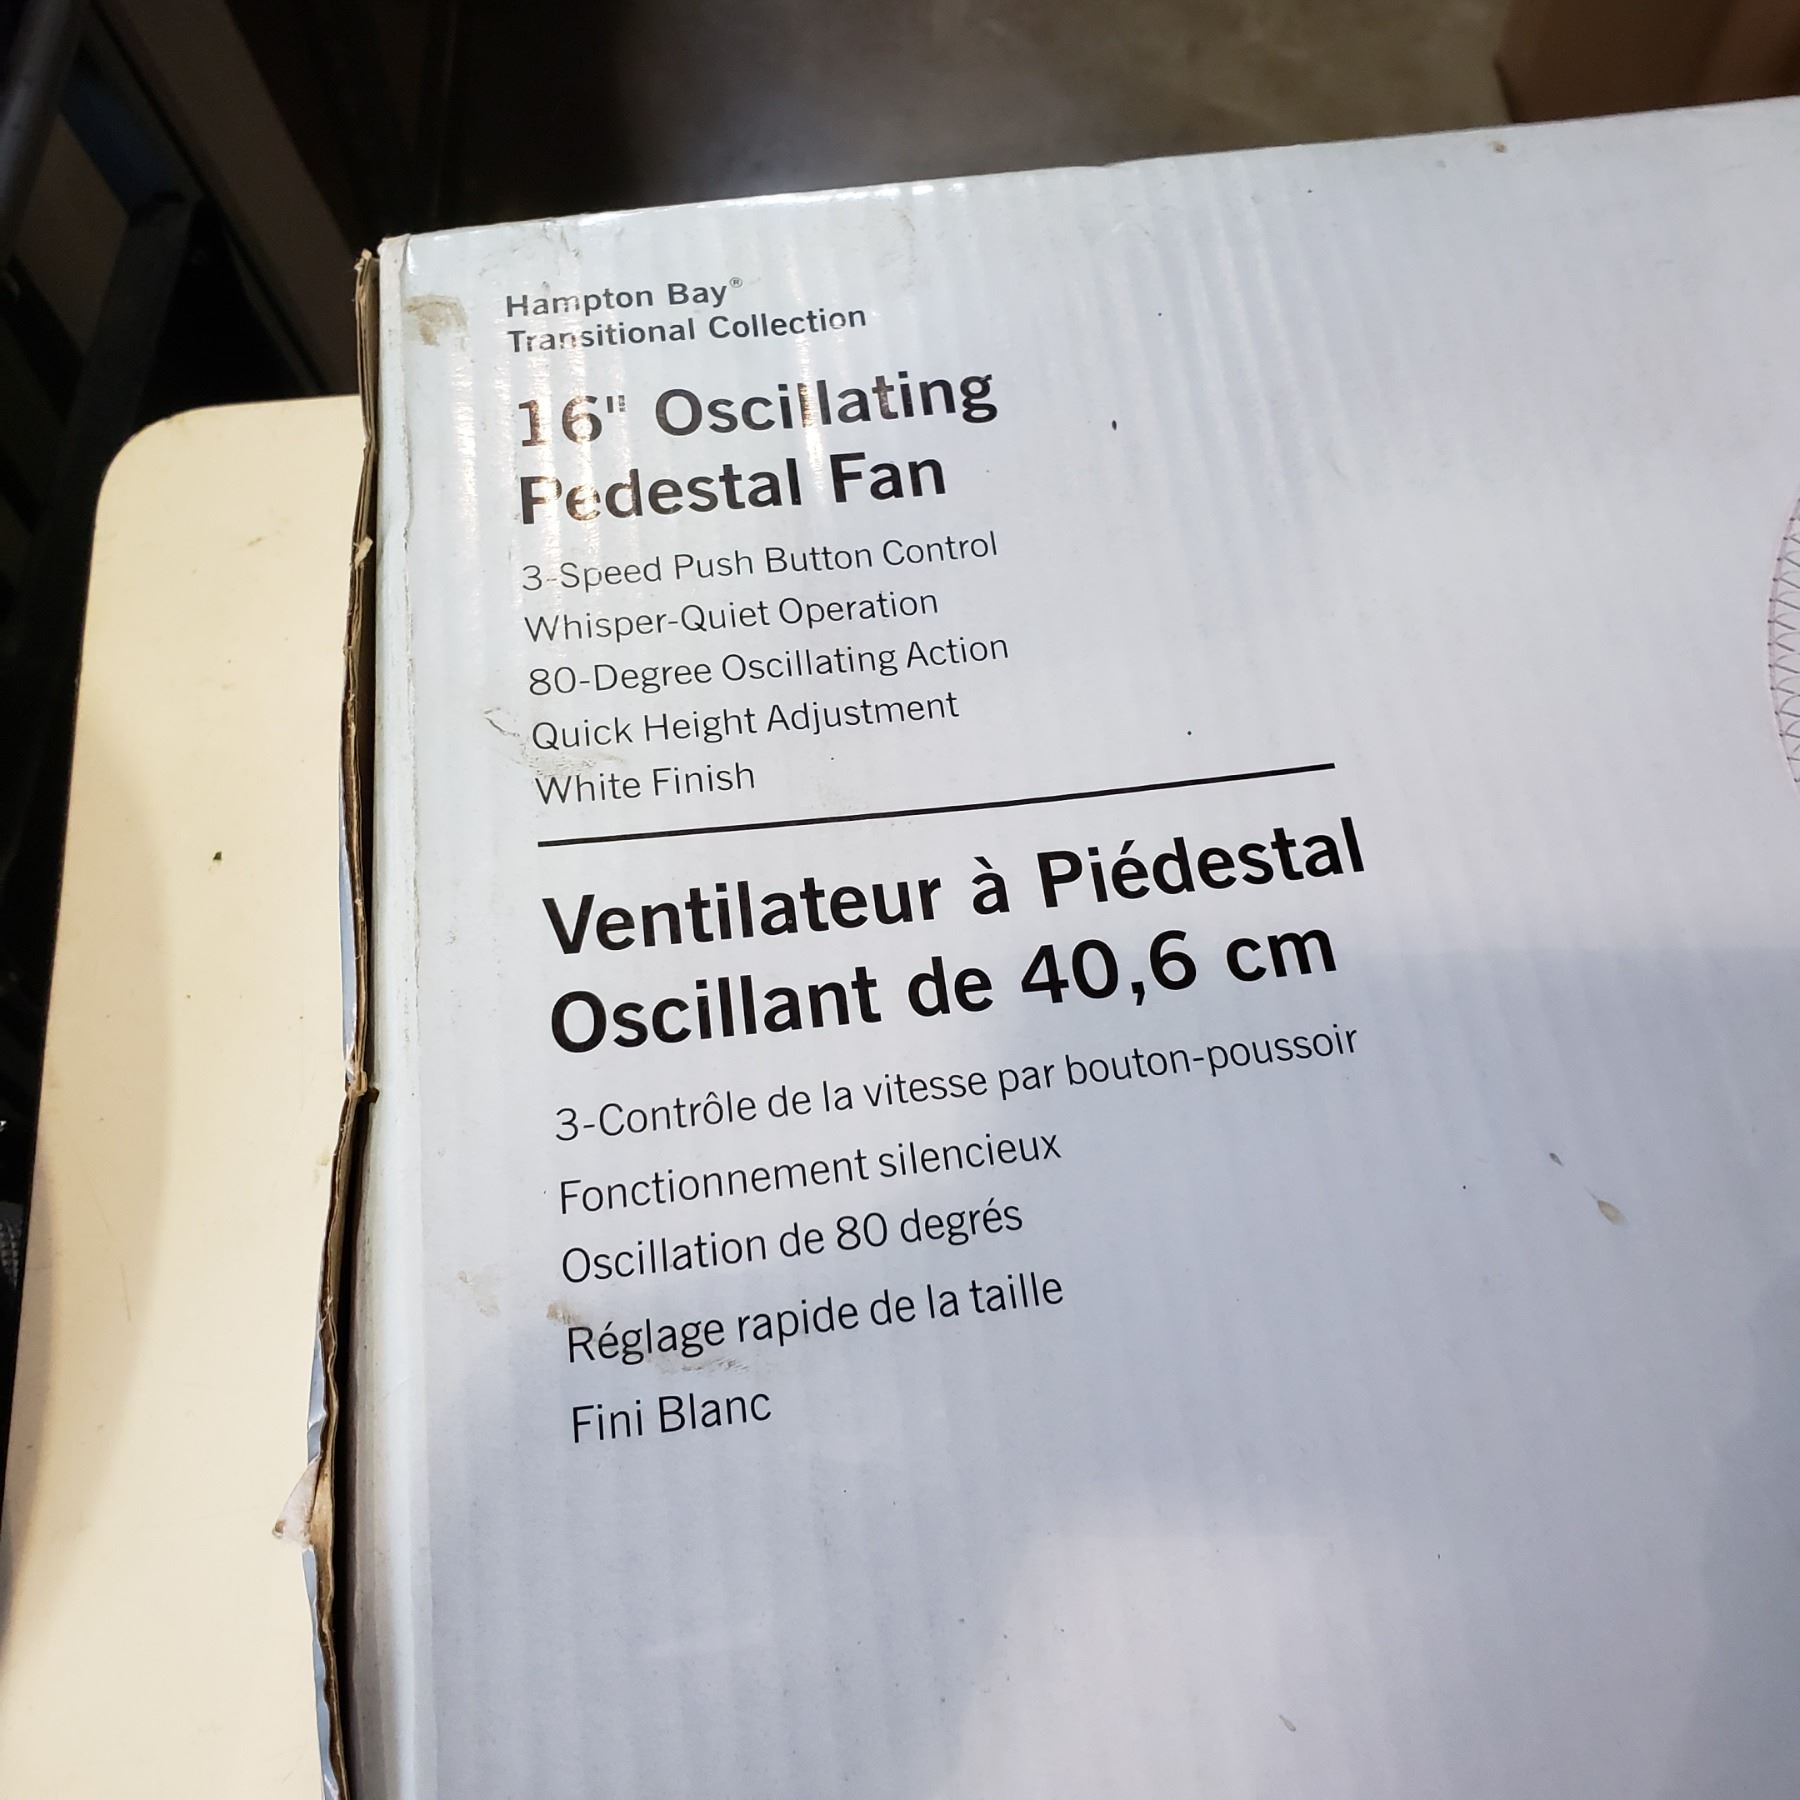 Hampton Bay®
Transitional Collection
16" Oscillating
Pedestal Fan
3-Speed Push Button Control
Whisper-Quiet Operation
80-Degree Oscillating Action
Quick Height Adjustment
White Finish
Ventilateur à Piédestal
Oscillant de 40,6 cm
3-Contrôle de la vitesse par bouton-poussoir
Fonctionnement silencieux
Oscillation de 80 degrés
Réglage rapide de la taille
Fini Blanc